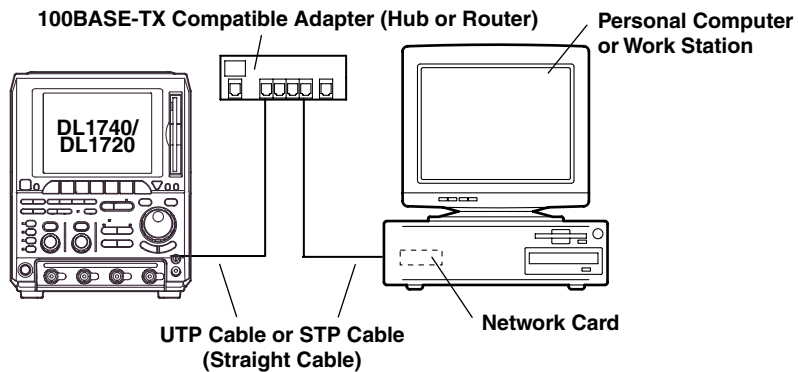 100BASE-TX Compatible Adapter (Hub or Router)
Personal Computer
or Work Station
DL1740/
DL1720
UTP Cable or STP Cable
(Straight Cable)
Network Card